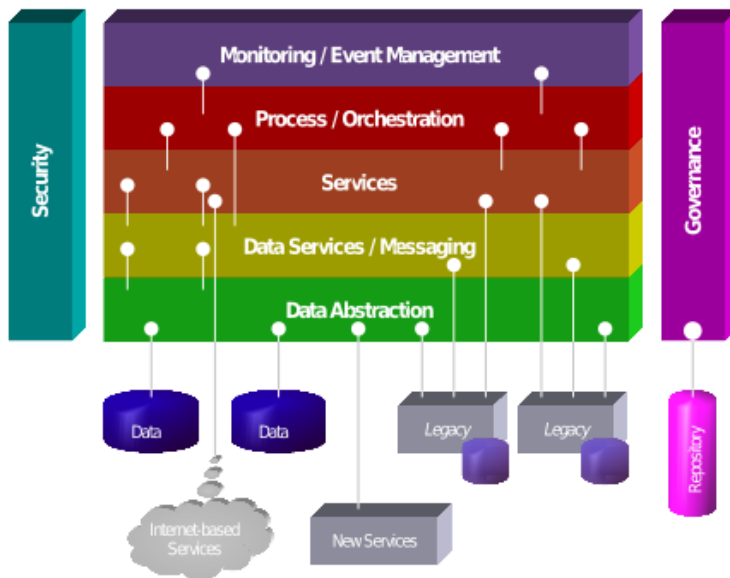 Monitoring / Event Management
Process / Orchestration
Services
Data Services / Messaging
Data Abstraction
Security
Governance
Data
Data
Legacy
Legacy
Repository
Internet-based
Services
New Services